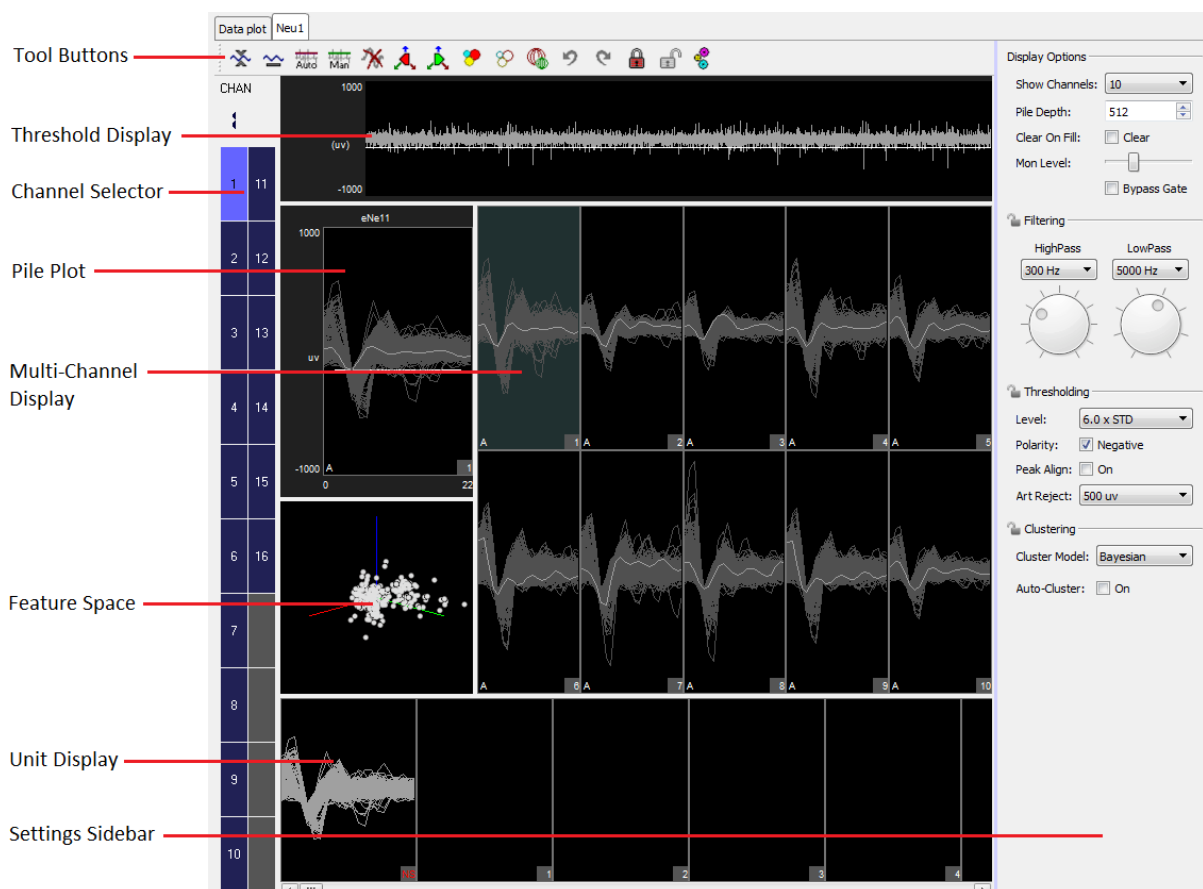 Data plot Neu1
Tool Buttons
Auto Man
Display Options
CHAN
Show Channels: 10
Pile Depth: 512
Clear On Fill: Clear
Mon Level:
Bypass Gate
Threshold Display
1000
(uv)
-1000
Channel Selector
1 11
2 12
3 13
4 14
5 15
6 16
7
8
9
10
Pile Plot
eNe11
1000
uv
-1000 A 1
0 22
Multi-Channel
Display
A 1 A 2 A 3 A 4 A 5
A 6 A 7 A 8 A 9 A 10
Filtering
HighPass LowPass
300 Hz 5000 Hz
Thresholding
Level: 6.0 x STD
Polarity: Negative
Peak Align: On
Art Reject: 500 uv
Clustering
Cluster Model: Bayesian
Auto-Cluster: On
Feature Space
Unit Display
1 2 3 4
Settings Sidebar